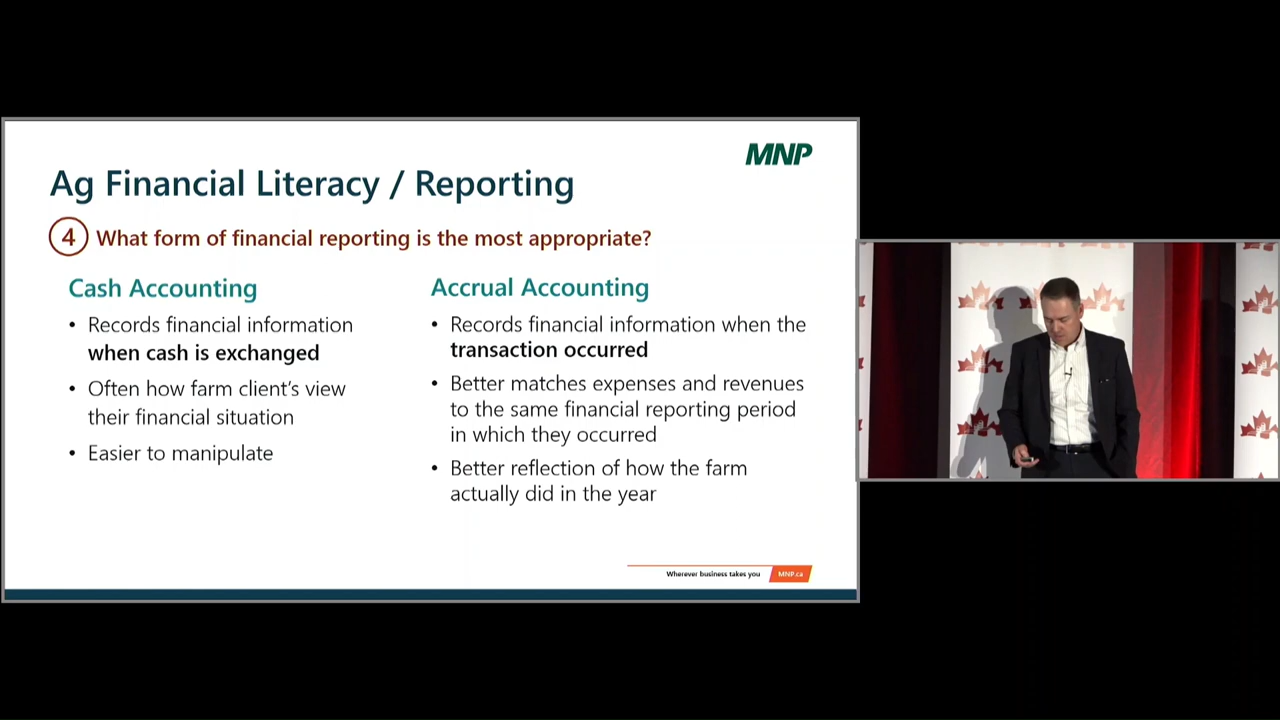 MNP
Ag Financial Literacy / Reporting
4 What form of financial reporting is the most appropriate?
Cash Accounting
• Records financial information
when cash is exchanged
• Often how farm client's view
their financial situation
• Easier to manipulate
Accrual Accounting
• Records financial information when the
transaction occurred
• Better matches expenses and revenues
to the same financial reporting period
in which they occurred
• Better reflection of how the farm
actually did in the year
Wherever business takes you MNP.ca